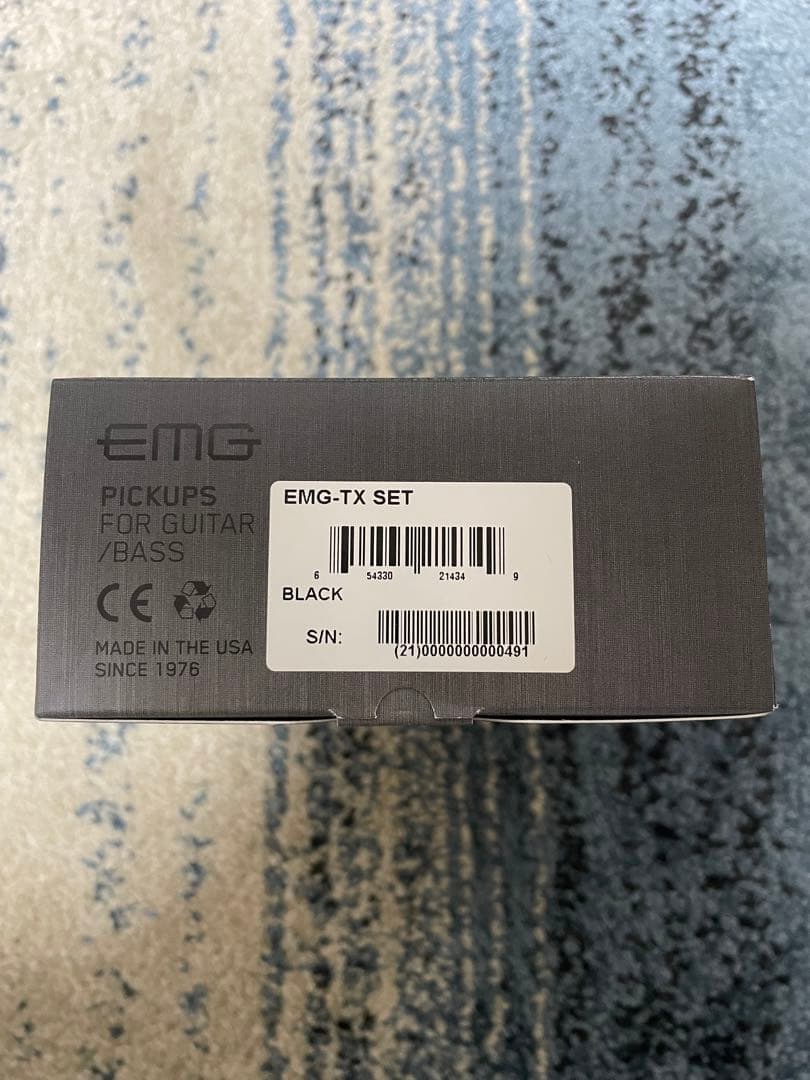 EMG
PICKUPS
FOR GUITAR
/BASS
CE
MADE IN THE USA
SINCE 1976
EMG-TX SET
6 54330 21434 9
BLACK
S/N:
(21)0000000000491